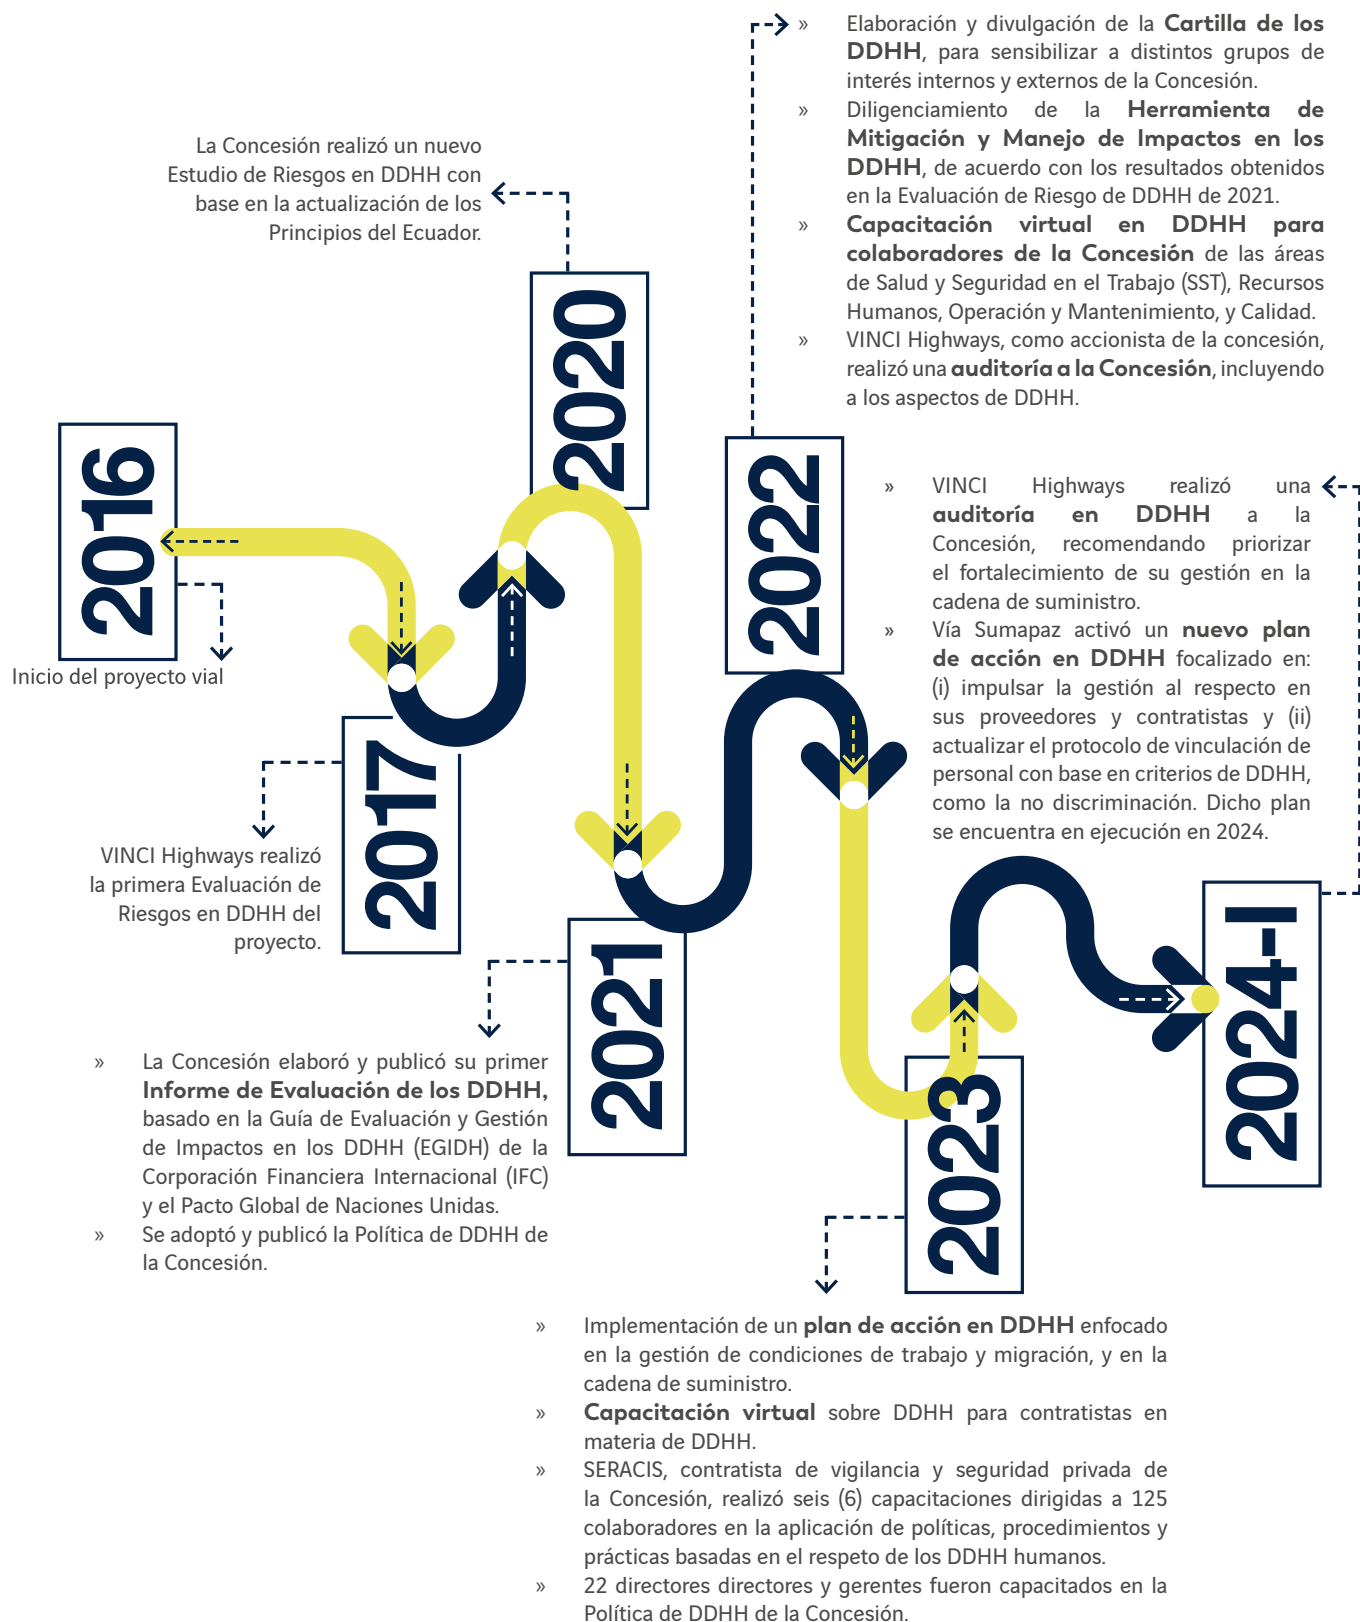 2016
Inicio del proyecto vial
2017
VINCI Highways realizó
la primera Evaluación de
Riesgos en DDHH del
proyecto.
La Concesión realizó un nuevo
Estudio de Riesgos en DDHH con
base en la actualización de los
Principios del Ecuador.
2020
2021
» La Concesión elaboró y publicó su primer
Informe de Evaluación de los DDHH,
basado en la Guía de Evaluación y Gestión
de Impactos en los DDHH (EGIDH) de la
Corporación Financiera Internacional (IFC)
y el Pacto Global de Naciones Unidas.
» Se adoptó y publicó la Política de DDHH de
la Concesión.
» Elaboración y divulgación de la Cartilla de los
DDHH, para sensibilizar a distintos grupos de
interés internos y externos de la Concesión.
» Diligenciamiento de la Herramienta de
Mitigación y Manejo de Impactos en los
DDHH, de acuerdo con los resultados obtenidos
en la Evaluación de Riesgo de DDHH de 2021.
» Capacitación virtual en DDHH para
colaboradores de la Concesión de las áreas
de Salud y Seguridad en el Trabajo (SST), Recursos
Humanos, Operación y Mantenimiento, y Calidad.
» VINCI Highways, como accionista de la concesión,
realizó una auditoría a la Concesión, incluyendo
a los aspectos de DDHH.
2022
2023
» Implementación de un plan de acción en DDHH enfocado
en la gestión de condiciones de trabajo y migración, y en la
cadena de suministro.
» Capacitación virtual sobre DDHH para contratistas en
materia de DDHH.
» SERACIS, contratista de vigilancia y seguridad privada de
la Concesión, realizó seis (6) capacitaciones dirigidas a 125
colaboradores en la aplicación de políticas, procedimientos y
prácticas basadas en el respeto de los DDHH humanos.
» 22 directores directores y gerentes fueron capacitados en la
Política de DDHH de la Concesión.
» VINCI Highways realizó una
auditoría en DDHH a la
Concesión, recomendando priorizar
el fortalecimiento de su gestión en la
cadena de suministro.
» Vía Sumapaz activó un nuevo plan
de acción en DDHH focalizado en:
(i) impulsar la gestión al respecto en
sus proveedores y contratistas y (ii)
actualizar el protocolo de vinculación de
personal con base en criterios de DDHH,
como la no discriminación. Dicho plan
se encuentra en ejecución en 2024.
2024-I